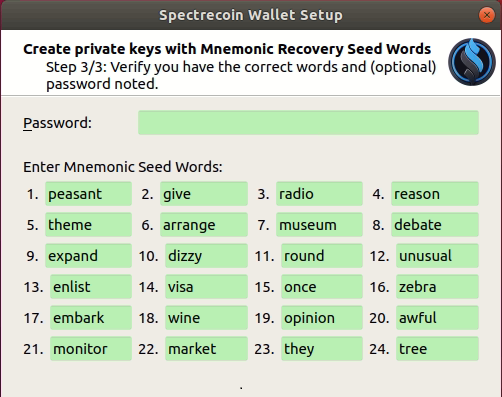 Spectrecoin Wallet Setup
Create private keys with Mnemonic Recovery Seed Words
Step 3/3: Verify you have the correct words and (optional)
password noted.
Password:
Enter Mnemonic Seed Words:
1. peasant 2. give 3. radio 4. reason
5. theme 6. arrange 7. museum 8. debate
9. expand 10. dizzy 11. round 12. unusual
13. enlist 14. visa 15. once 16. zebra
17. embark 18. wine 19. opinion 20. awful
21. monitor 22. market 23. they 24. tree
.